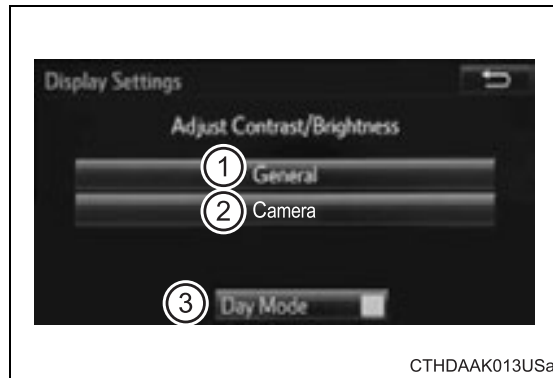 Display Settings
Adjust Contrast/Brightness
1 General
2 Camera
3 Day Mode
CTHDAAK013USa